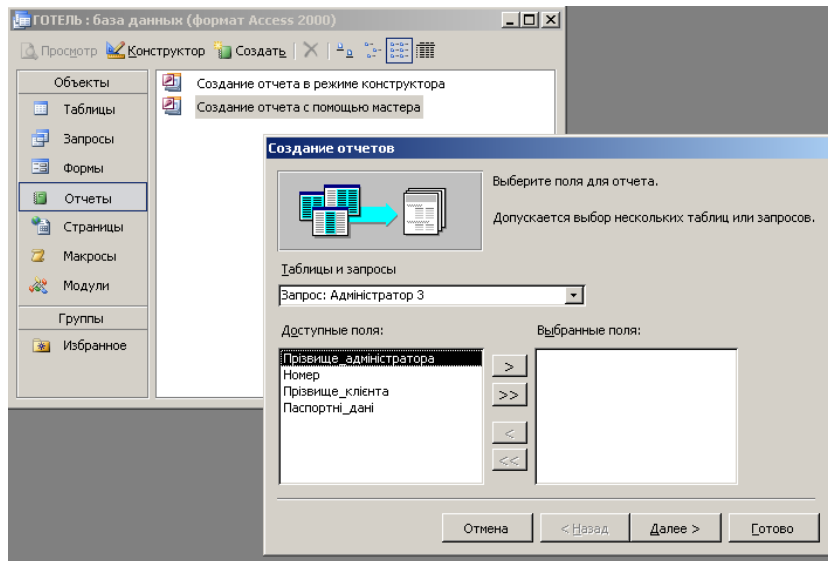 ГОТЕЛЬ : база данных (формат Access 2000)
Просмотр Конструктор Создать
Объекты
Таблицы
Запросы
Формы
Отчеты
Страницы
Макросы
Модули
Группы
Избранное
Создание отчета в режиме конструктора
Создание отчета с помощью мастера
Создание отчетов
Выберите поля для отчета.
Допускается выбор нескольких таблиц или запросов.
Таблицы и запросы
Запрос: Адміністратор 3
Доступные поля:
Выбранные поля:
Прізвище_адміністратора
Номер
Прізвище_клієнта
Паспортні_дані
>
>>
<
<<
Отмена
< Назад
Далее >
Готово